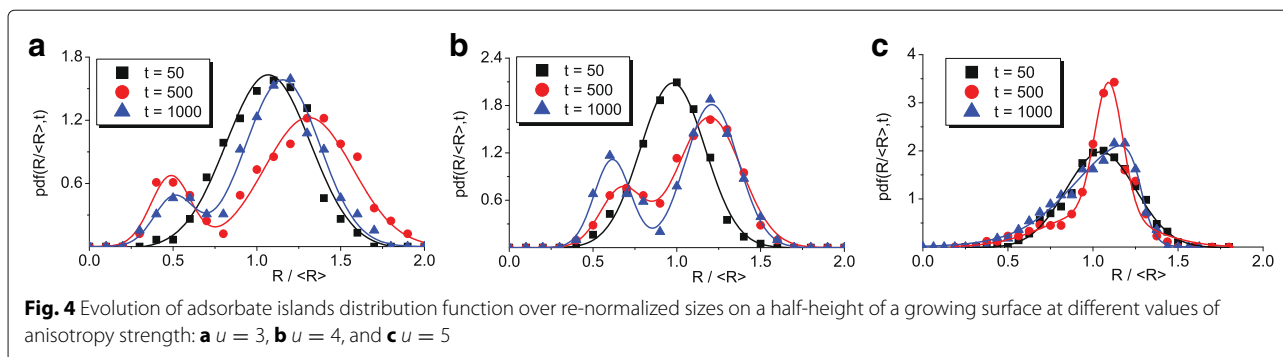 a
1.8
1.2
0.6
pdf(R/<R>,t)
t = 50
t = 500
t = 1000
0.0 0.5 1.0 1.5 2.0
R / <R>
b
2.4
1.8
1.2
0.6
pdf(R/<R>,t)
t = 50
t = 500
t = 1000
0.0 0.5 1.0 1.5 2.0
R / <R>
c
4
3
2
1
pdf(R/<R>,t)
t = 50
t = 500
t = 1000
0.0 0.5 1.0 1.5 2.0
R / <R>
Fig. 4 Evolution of adsorbate islands distribution function over re-normalized sizes on a half-height of a growing surface at different values of
anisotropy strength: a u = 3, b u = 4, and c u = 5